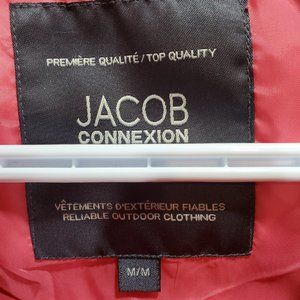 PREMIÈRE QUALITÉ / TOP QUALITY
JACOB
CONNEXION
VÊTEMENTS D'EXTÉRIEUR FIABLES
RELIABLE OUTDOOR CLOTHING
M/M